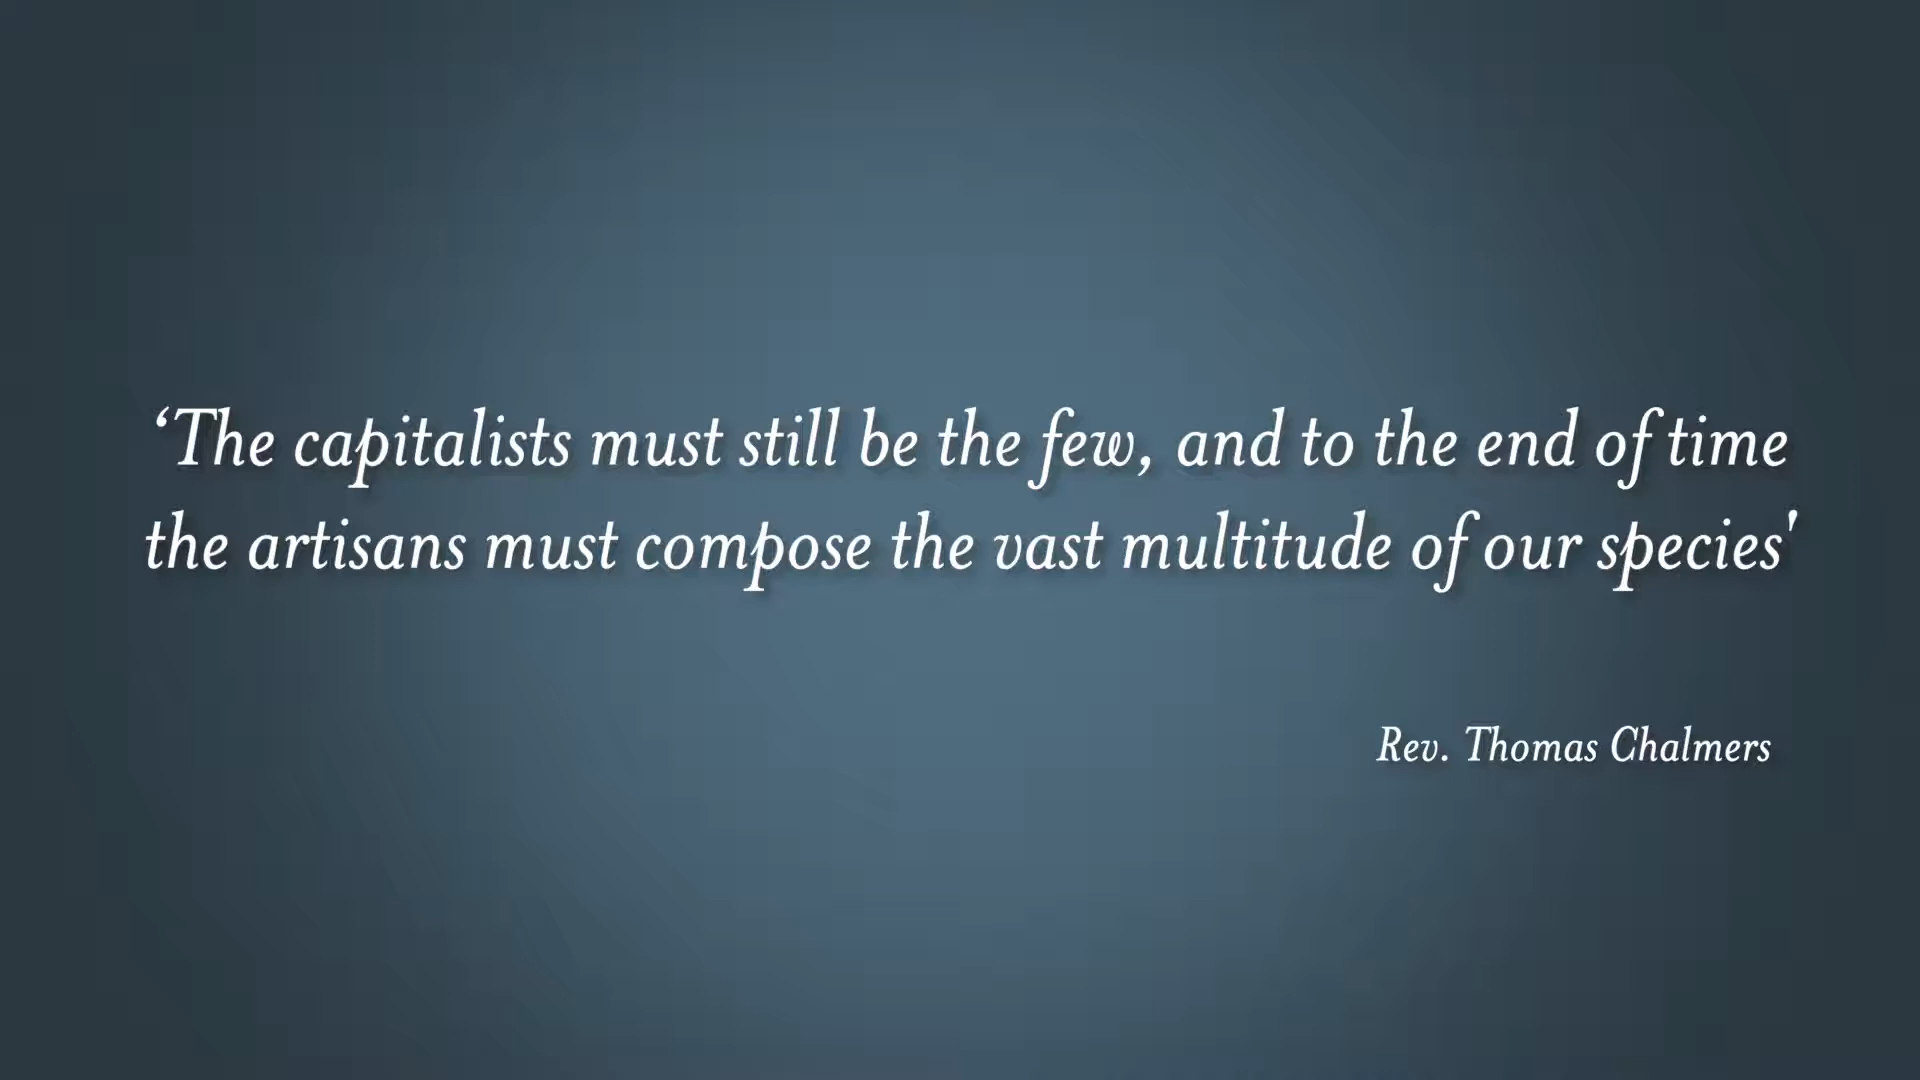 ‘The capitalists must still be the few, and to the end of time
the artisans must compose the vast multitude of our species'
Rev. Thomas Chalmers